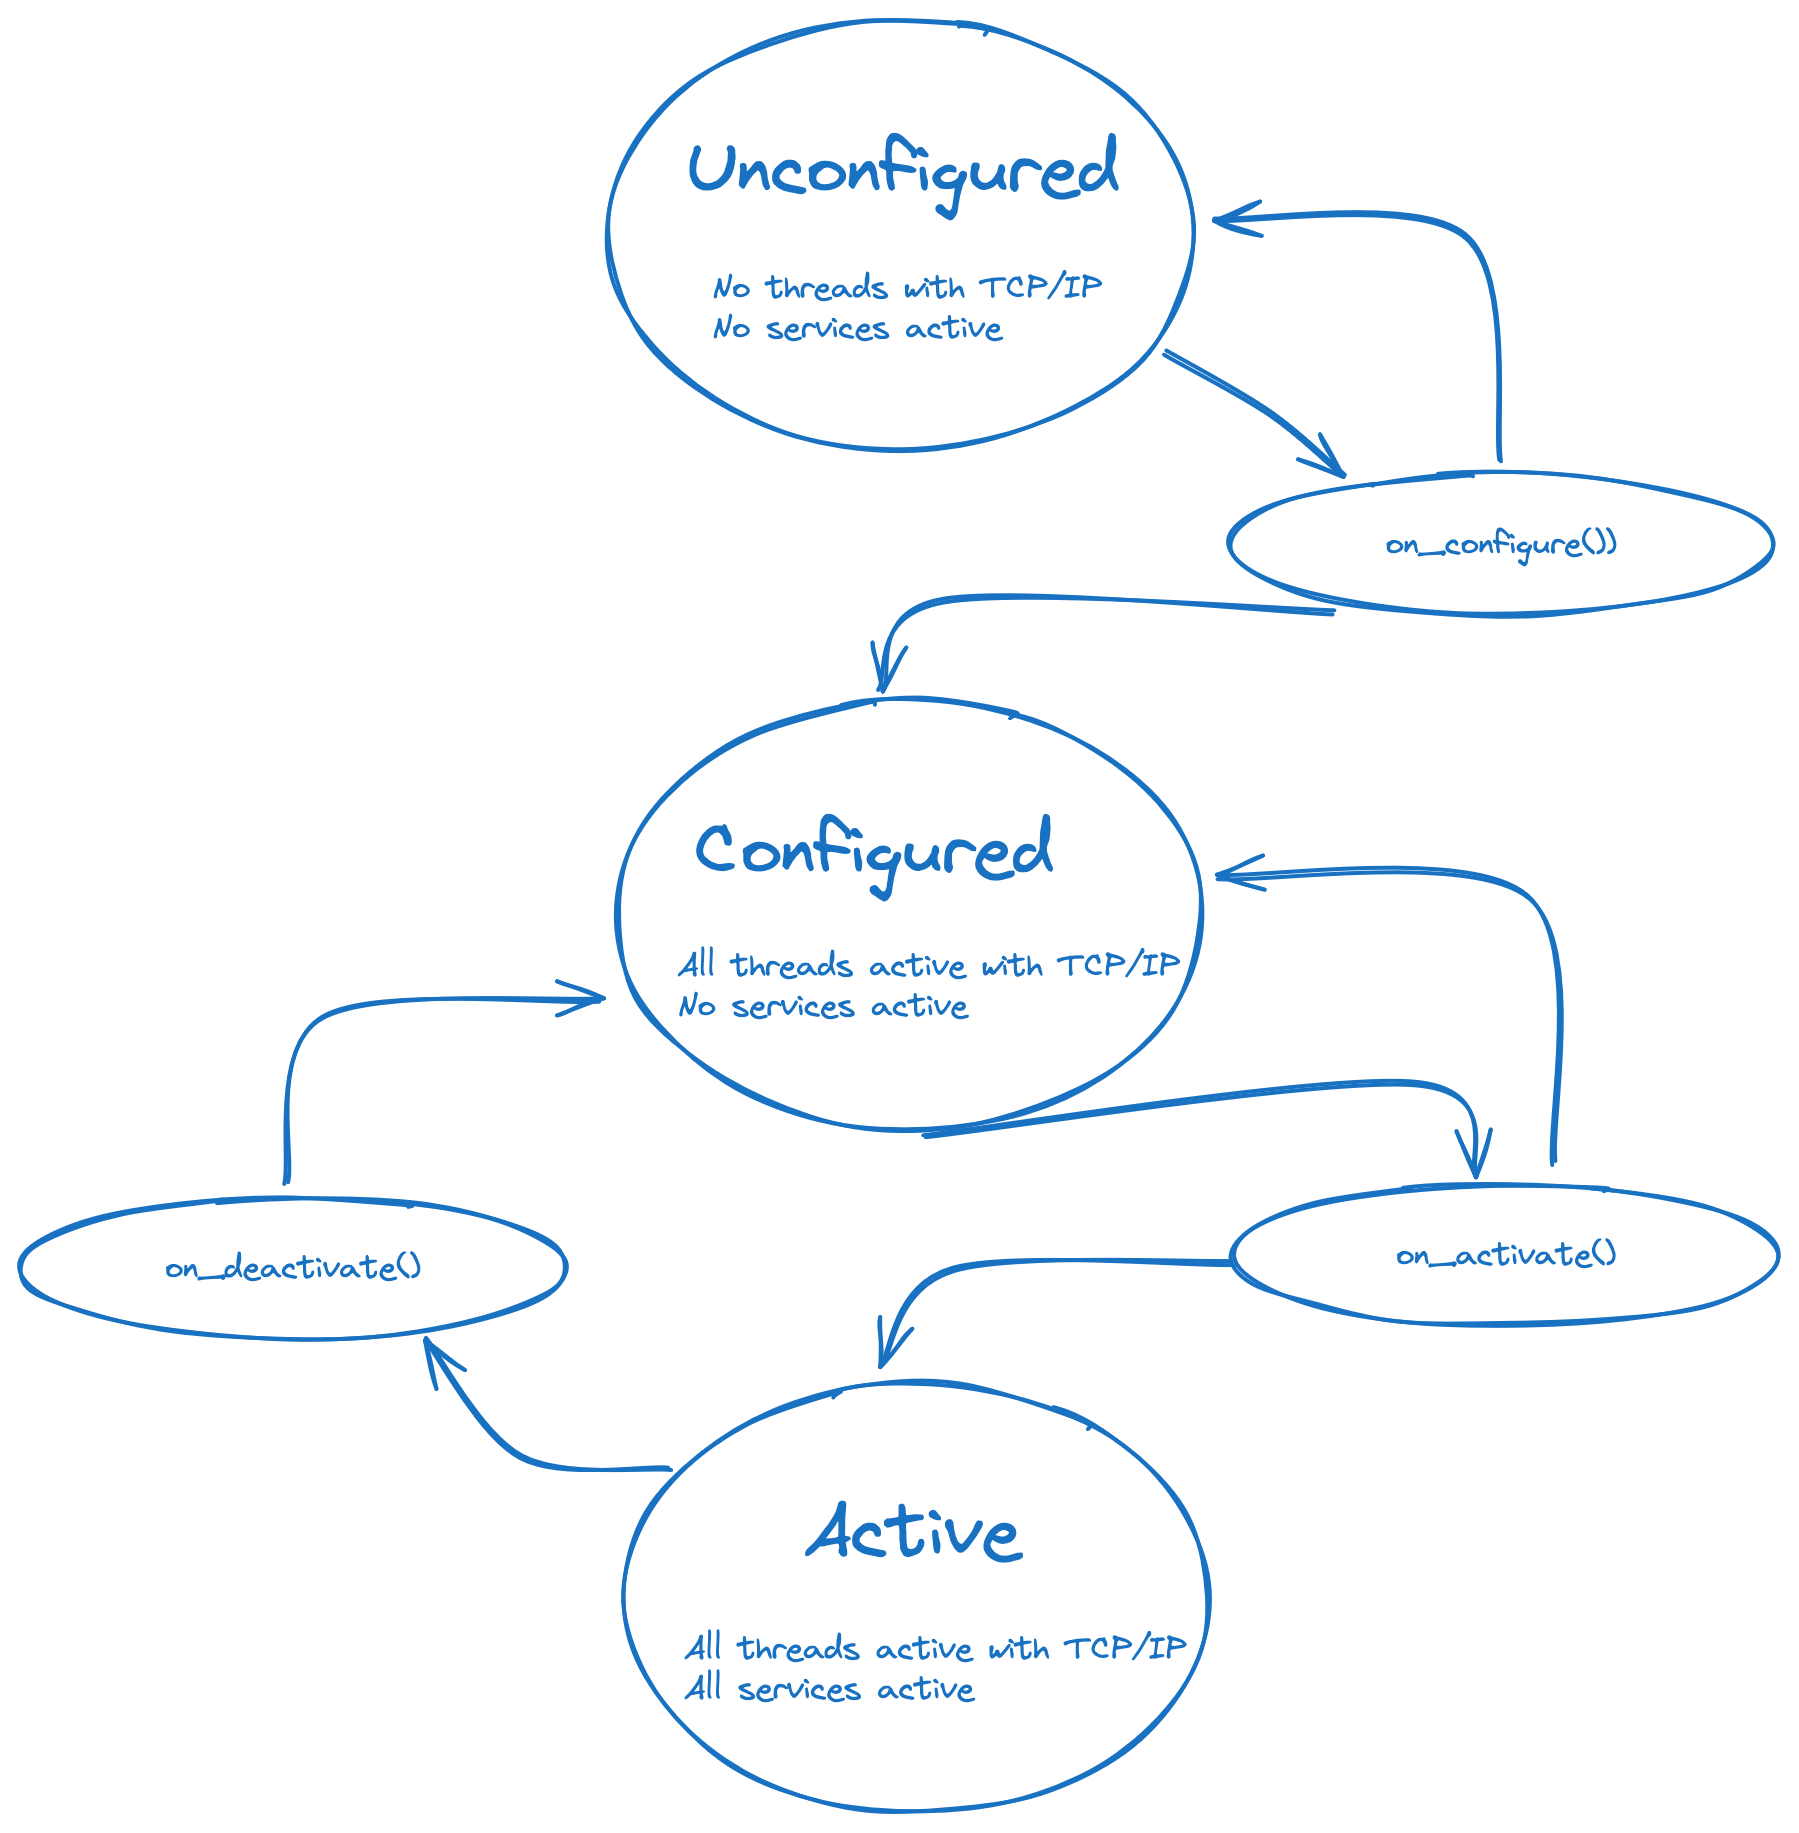 Unconfigured
No threads with TCP/IP
No services active
on_configure())
Configured
All threads active with TCP/IP
No services active
on_deactivate()
on_activate()
Active
All threads active with TCP/IP
All services active